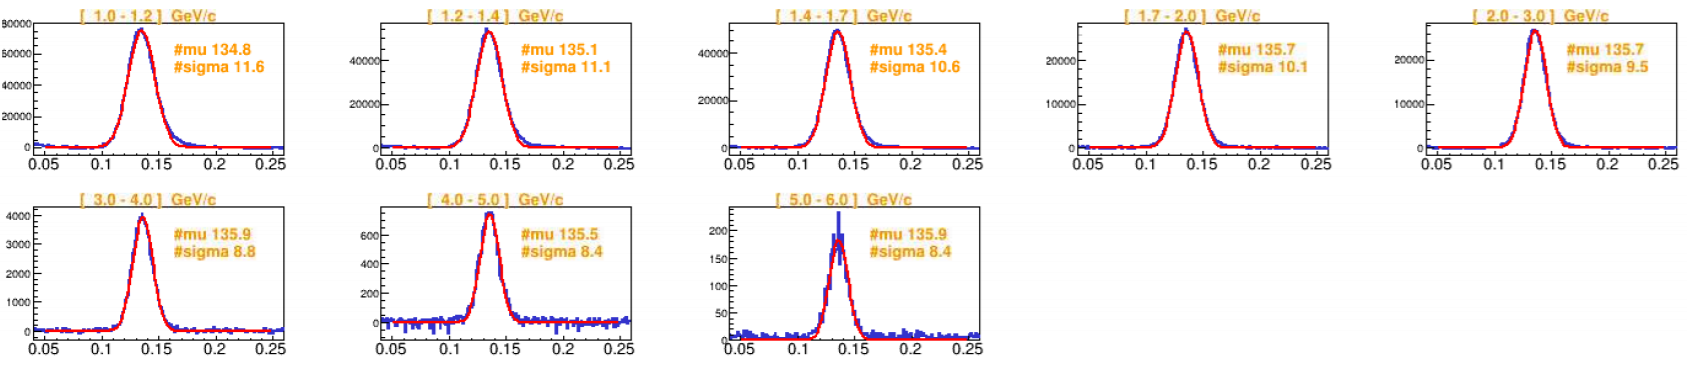 [ 1.0 - 1.2 ] GeV/c
80000
60000
40000
20000
0
#mu 134.8
#sigma 11.6
0.05 0.1 0.15 0.2 0.25
[ 1.2 - 1.4 ] GeV/c
40000
20000
0
#mu 135.1
#sigma 11.1
0.05 0.1 0.15 0.2 0.25
[ 1.4 - 1.7 ] GeV/c
40000
20000
0
#mu 135.4
#sigma 10.6
0.05 0.1 0.15 0.2 0.25
[ 1.7 - 2.0 ] GeV/c
20000
10000
0
#mu 135.7
#sigma 10.1
0.05 0.1 0.15 0.2 0.25
[ 2.0 - 3.0 ] GeV/c
20000
10000
0
#mu 135.7
#sigma 9.5
0.05 0.1 0.15 0.2 0.25
[ 3.0 - 4.0 ] GeV/c
4000
3000
2000
1000
0
#mu 135.9
#sigma 8.8
0.05 0.1 0.15 0.2 0.25
[ 4.0 - 5.0 ] GeV/c
600
400
200
0
#mu 135.5
#sigma 8.4
0.05 0.1 0.15 0.2 0.25
[ 5.0 - 6.0 ] GeV/c
200
150
100
50
0
#mu 135.9
#sigma 8.4
0.05 0.1 0.15 0.2 0.25